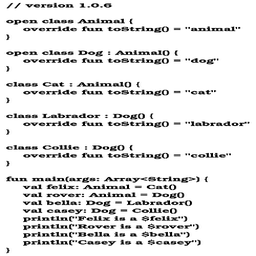 // version 1.0.6
open class Animal {
override fun toString() = "animal"
}
open class Dog : Animal() {
override fun toString() = "dog"
}
class Cat : Animal() {
override fun toString() = "cat"
}
class Labrador : Dog() {
override fun toString() = "labrador"
}
class Collie : Dog() {
override fun toString() = "collie"
}
fun main(args: Array<String>) {
val felix: Animal = Cat()
val rover: Animal = Dog()
val bella: Dog = Labrador()
val casey: Dog = Collie()
println("Felix is a $felix")
println("Rover is a $rover")
println("Bella is a $bella")
println("Casey is a $casey")
}